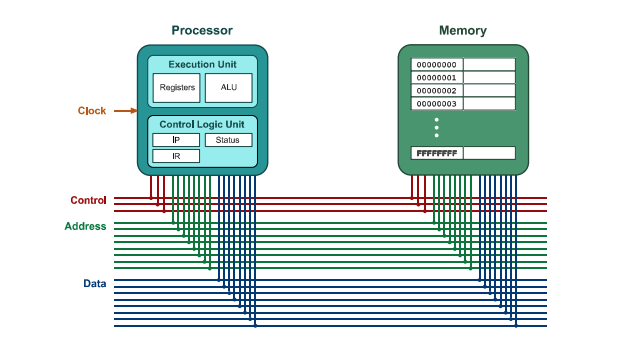 Processor
Memory
Execution Unit
Registers
ALU
Control Logic Unit
IP
Status
IR
Clock
00000000
00000001
00000002
00000003
FFFFFFFF
Control
Address
Data